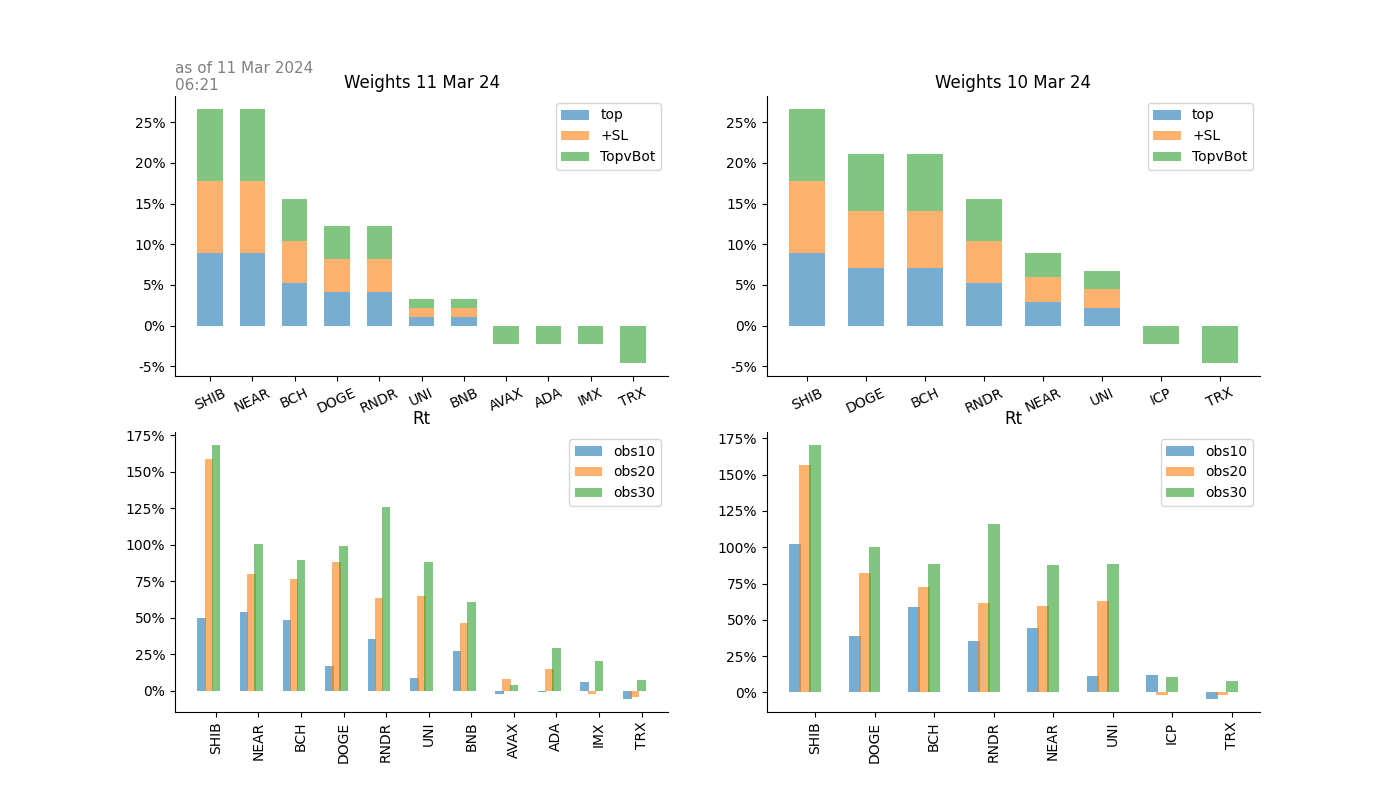 as of 11 Mar 2024
06:21
Weights 11 Mar 24
25%
20%
15%
10%
5%
0%
-5%
top
+SL
TopvBot
SHIB NEAR BCH DOGE RNDR UNI BNB AVAX ADA IMX TRX
Weights 10 Mar 24
25%
20%
15%
10%
5%
0%
-5%
top
+SL
TopvBot
SHIB DOGE BCH RNDR NEAR UNI ICP TRX
Rt
175%
150%
125%
100%
75%
50%
25%
0%
obs10
obs20
obs30
SHIB NEAR BCH DOGE RNDR UNI BNB AVAX ADA IMX TRX
Rt
175%
150%
125%
100%
75%
50%
25%
0%
obs10
obs20
obs30
SHIB DOGE BCH RNDR NEAR UNI ICP TRX